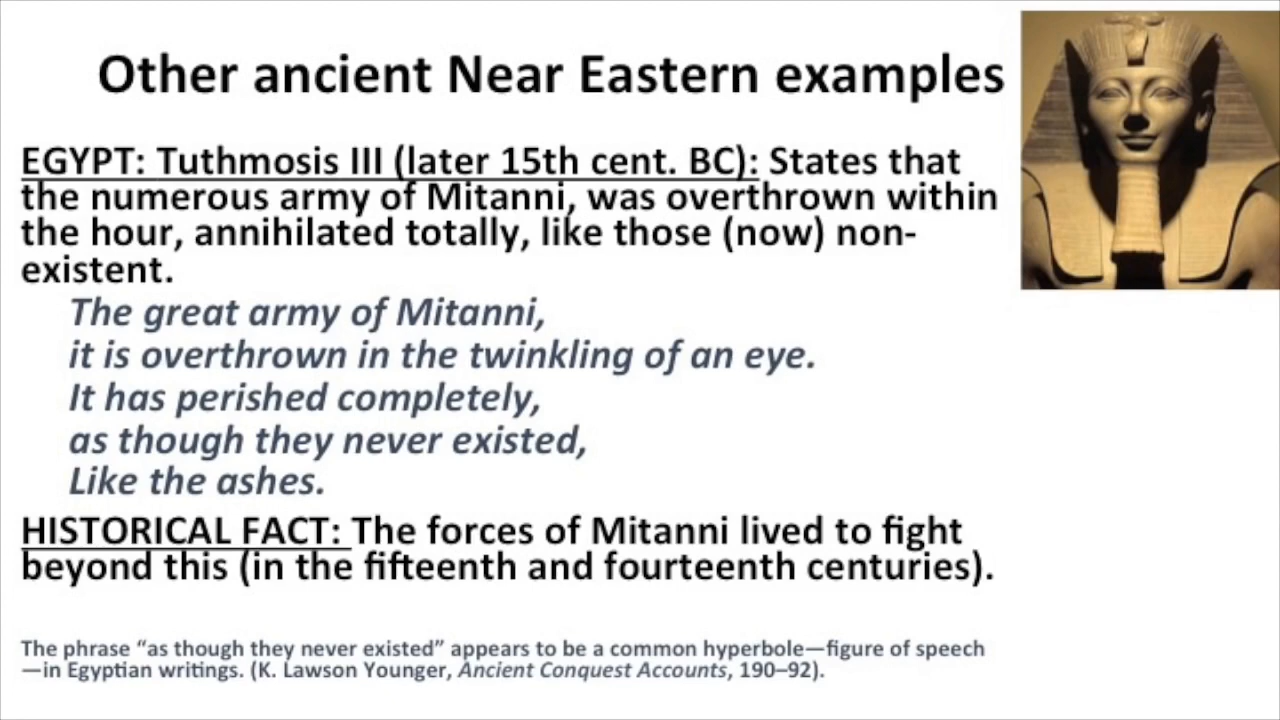 Other ancient Near Eastern examples
EGYPT: Tuthmosis III (later 15th cent. BC): States that
the numerous army of Mitanni, was overthrown within
the hour, annihilated totally, like those (now) non-
existent.
The great army of Mitanni,
it is overthrown in the twinkling of an eye.
It has perished completely,
as though they never existed,
Like the ashes.
HISTORICAL FACT: The forces of Mitanni lived to fight
beyond this (in the fifteenth and fourteenth centuries).
The phrase “as though they never existed” appears to be a common hyperbole—figure of speech
—in Egyptian writings. (K. Lawson Younger, Ancient Conquest Accounts, 190–92).